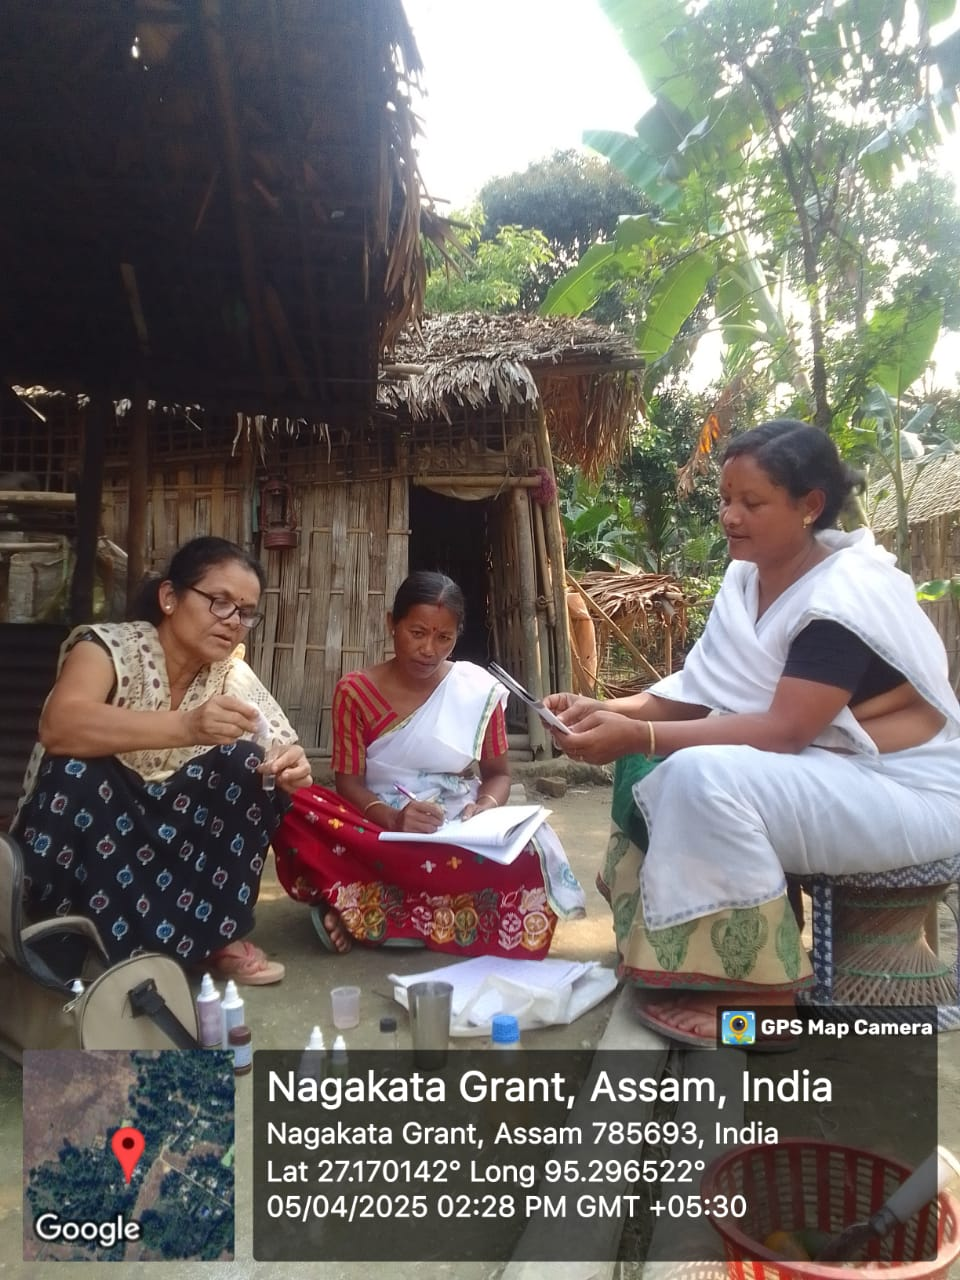 GPS Map Camera
Nagakata Grant, Assam, India
Nagakata Grant, Assam 785693, India
Lat 27.170142° Long 95.296522°
05/04/2025 02:28 PM GMT +05:30
Google